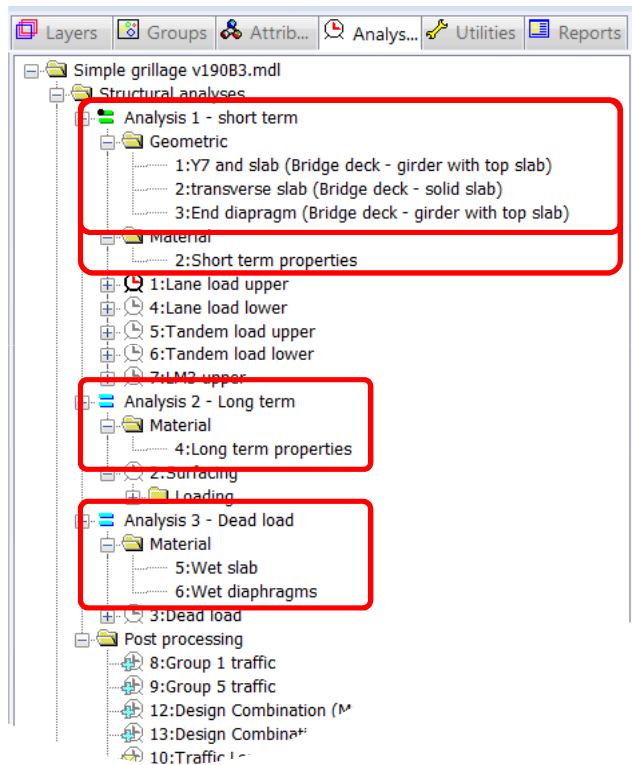 Layers Groups Attrib... Analys... Utilities Reports
Simple grillage v190B3.mdl
Structural analyses
Analysis 1 - short term
Geometric
1:Y7 and slab (Bridge deck - girder with top slab)
2:transverse slab (Bridge deck - solid slab)
3:End diapragm (Bridge deck - girder with top slab)
Material
2:Short term properties
1:Lane load upper
4:Lane load lower
5:Tandem load upper
6:Tandem load lower
7:LM3 upper
Analysis 2 - Long term
Material
4:Long term properties
2:Surfacing
Loading
Analysis 3 - Dead load
Material
5:Wet slab
6:Wet diaphragms
3:Dead load
Post processing
8:Group 1 traffic
9:Group 5 traffic
12:Design Combination
13:Design
10:Traffic